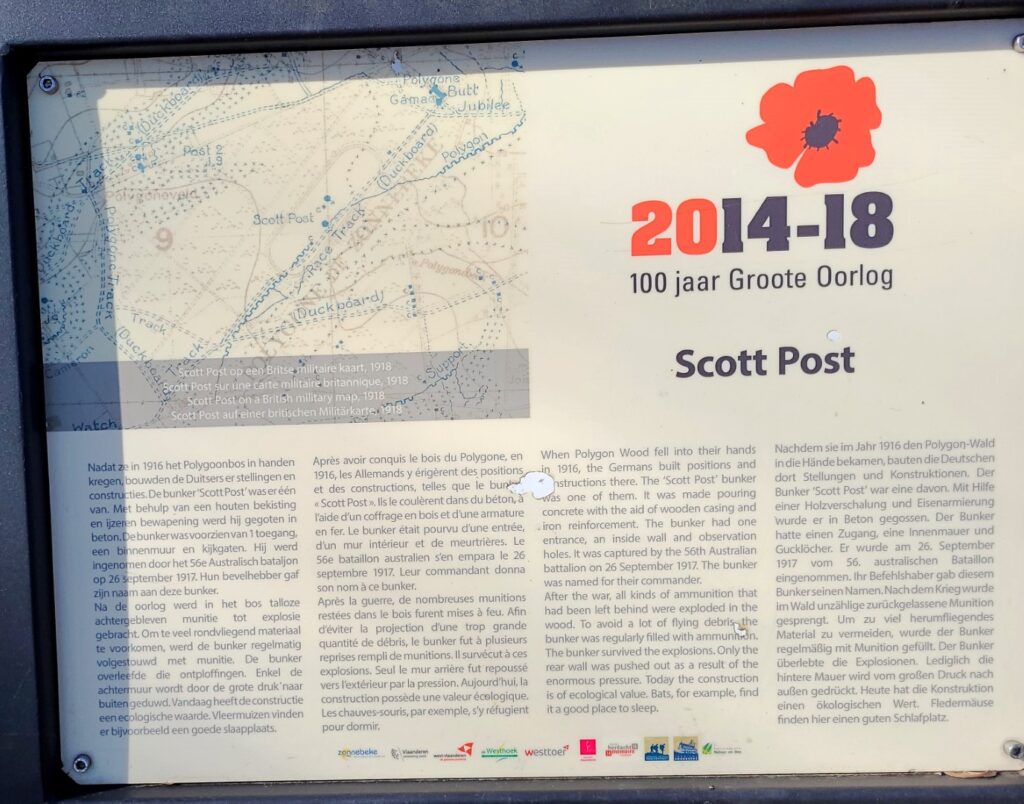 Polygone
Butt
Gamad
Jubilee
(Duckboard)
Post
Polygoneveld
(Duckboard)
Polygon
Scott Post
9
10
Race Track
Polygone Track
(Duckboard)
Track
Track
Support
Cameron
Watch
Scott Post op een Britse militaire kaart, 1918
Scott Post sur une carte militaire britannique, 1918
Scott Post on a British military map, 1918
Scott Post auf einer britischen Militärkarte, 1918
2014-18
100 jaar Groote Oorlog
Scott Post
Nadat ze in 1916 het Polygoonbos in handen
kregen, bouwden de Duitsers er stellingen en
constructies. De bunker 'Scott Post' was er één
van. Met behulp van een houten bekisting
en ijzeren bewapening werd hij gegoten in
beton. De bunker was voorzien van 1 toegang,
een binnenmuur en kijkgaten. Hij werd
ingenomen door het 56e Australisch bataljon
op 26 september 1917. Hun bevelhebber gaf
zijn naam aan deze bunker.
Na de oorlog werd in het bos talloze
achtergebleven munitie tot explosie
gebracht. Om te veel rondvliegend materiaal
te voorkomen, werd de bunker regelmatig
volgestouwd met munitie. De bunker
overleefde die ontploffingen. Enkel de
achtermuur wordt door de grote druk naar
buiten geduwd. Vandaag heeft de constructie
een ecologische waarde. Vleermuizen vinden
er bijvoorbeeld een goede slaapplaats.
Après avoir conquis le bois du Polygone, en
1916, les Allemands y érigèrent des positions
et des constructions, telles que le bunker
« Scott Post ». Ils le coulèrent dans du béton, à
l'aide d'un coffrage en bois et d'une armature
en fer. Le bunker était pourvu d'une entrée,
d'un mur intérieur et de meurtrières. Le
56e bataillon australien s'en empara le 26
septembre 1917. Leur commandant donna
son nom à ce bunker.
Après la guerre, de nombreuses munitions
restées dans le bois furent mises à feu. Afin
d'éviter la projection d'une trop grande
quantité de débris, le bunker fut à plusieurs
reprises rempli de munitions. Il survécut à ces
explosions. Seul le mur arrière fut repoussé
vers l'extérieur par la pression. Aujourd'hui, la
construction possède une valeur écologique.
Les chauves-souris, par exemple, s'y réfugient
pour dormir.
When Polygon Wood fell into their hands
in 1916, the Germans built positions and
constructions there. The 'Scott Post' bunker
was one of them. It was made pouring
concrete with the aid of wooden casing and
iron reinforcement. The bunker had one
entrance, an inside wall and observation
holes. It was captured by the 56th Australian
battalion on 26 September 1917. The bunker
was named for their commander.
After the war, all kinds of ammunition that
had been left behind were exploded in the
wood. To avoid a lot of flying debris, the
bunker was regularly filled with ammunition.
The bunker survived the explosions. Only the
rear wall was pushed out as a result of the
enormous pressure. Today the construction
is of ecological value. Bats, for example, find
it a good place to sleep.
Nachdem sie im Jahr 1916 den Polygon-Wald
in die Hände bekamen, bauten die Deutschen
dort Stellungen und Konstruktionen. Der
Bunker 'Scott Post' war eine davon. Mit Hilfe
einer Holzverschalung und Eisenarmierung
wurde er in Beton gegossen. Der Bunker
hatte einen Zugang, eine Innenmauer und
Gucklöcher. Er wurde am 26. September
1917 vom 56. australischen Bataillon
eingenommen. Ihr Befehlshaber gab diesem
Bunker seinen Namen. Nach dem Krieg wurde
im Wald unzählige zurückgelassene Munition
gesprengt. Um zu viel herumfliegendes
Material zu vermeiden, wurde der Bunker
regelmäßig mit Munition gefüllt. Der Bunker
überlebte die Explosionen. Lediglich die
hintere Mauer wird vom großen Druck nach
außen gedrückt. Heute hat die Konstruktion
einen ökologischen Wert. Fledermäuse
finden hier einen guten Schlafplatz.
zonnebeke
Vlaanderen
west-vlaanderen
de Westhoek
westtoer